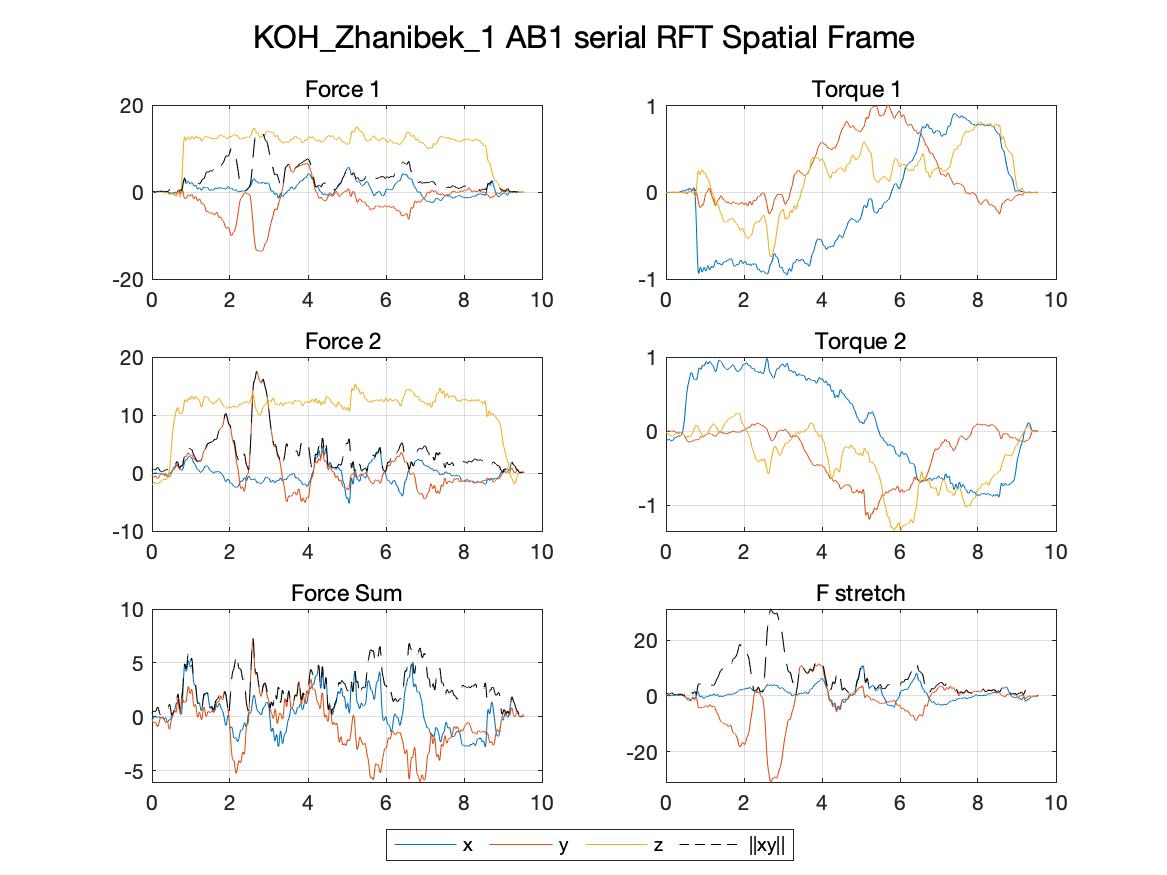 KOH_Zhanibek_1 AB1 serial RFT Spatial Frame
Force 1
20
0
-20
0 2 4 6 8 10
Torque 1
1
0
-1
0 2 4 6 8 10
Force 2
20
10
0
-10
0 2 4 6 8 10
Torque 2
1
0
-1
0 2 4 6 8 10
Force Sum
10
5
0
-5
0 2 4 6 8 10
F stretch
20
0
-20
0 2 4 6 8 10
x y z ||xy||